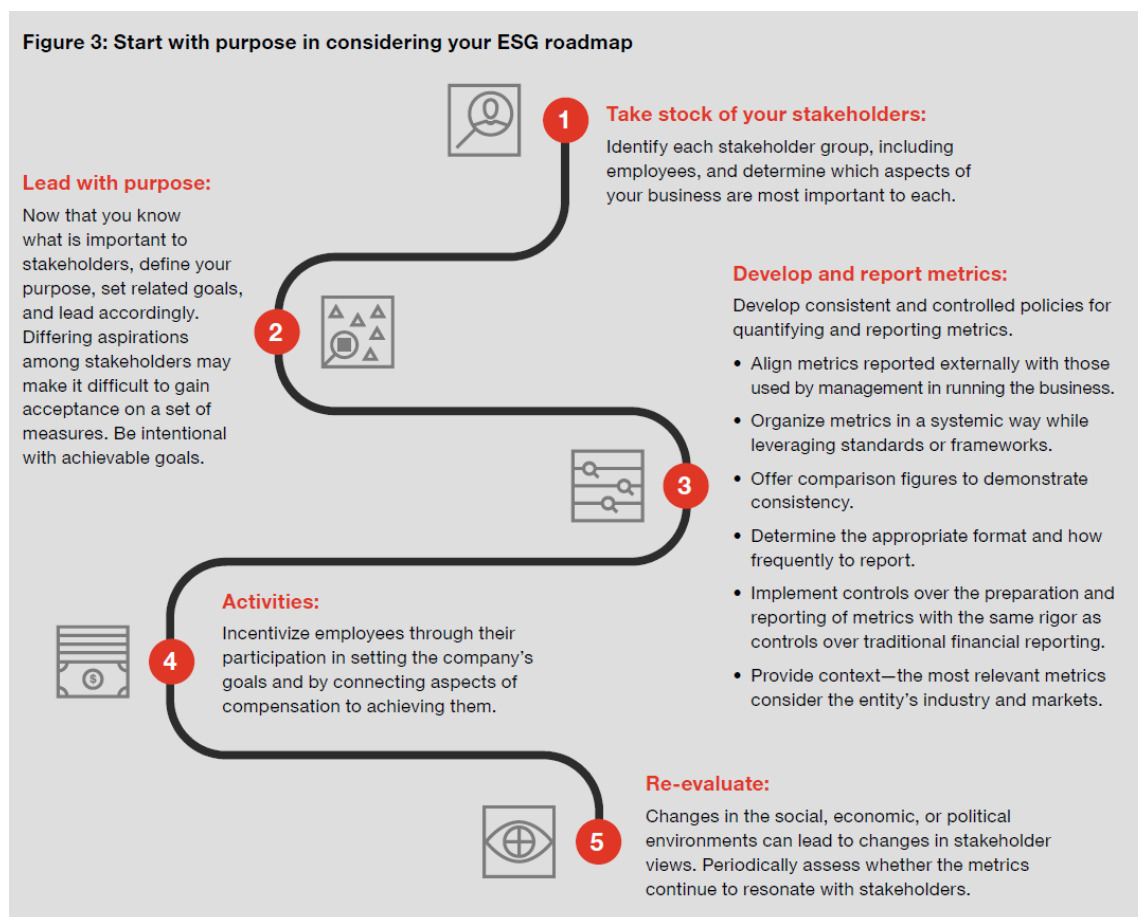 Figure 3: Start with purpose in considering your ESG roadmap
1
Take stock of your stakeholders:
Identify each stakeholder group, including
employees, and determine which aspects of
your business are most important to each.
Lead with purpose:
Now that you know
what is important to
stakeholders, define your
purpose, set related goals,
and lead accordingly.
Differing aspirations
among stakeholders may
make it difficult to gain
acceptance on a set of
measures. Be intentional
with achievable goals.
2
3
Develop and report metrics:
Develop consistent and controlled policies for
quantifying and reporting metrics.
• Align metrics reported externally with those
used by management in running the business.
• Organize metrics in a systemic way while
leveraging standards or frameworks.
• Offer comparison figures to demonstrate
consistency.
• Determine the appropriate format and how
frequently to report.
• Implement controls over the preparation and
reporting of metrics with the same rigor as
controls over traditional financial reporting.
• Provide context—the most relevant metrics
consider the entity's industry and markets.
$
4
Activities:
Incentivize employees through their
participation in setting the company's
goals and by connecting aspects of
compensation to achieving them.
5
Re-evaluate:
Changes in the social, economic, or political
environments can lead to changes in stakeholder
views. Periodically assess whether the metrics
continue to resonate with stakeholders.